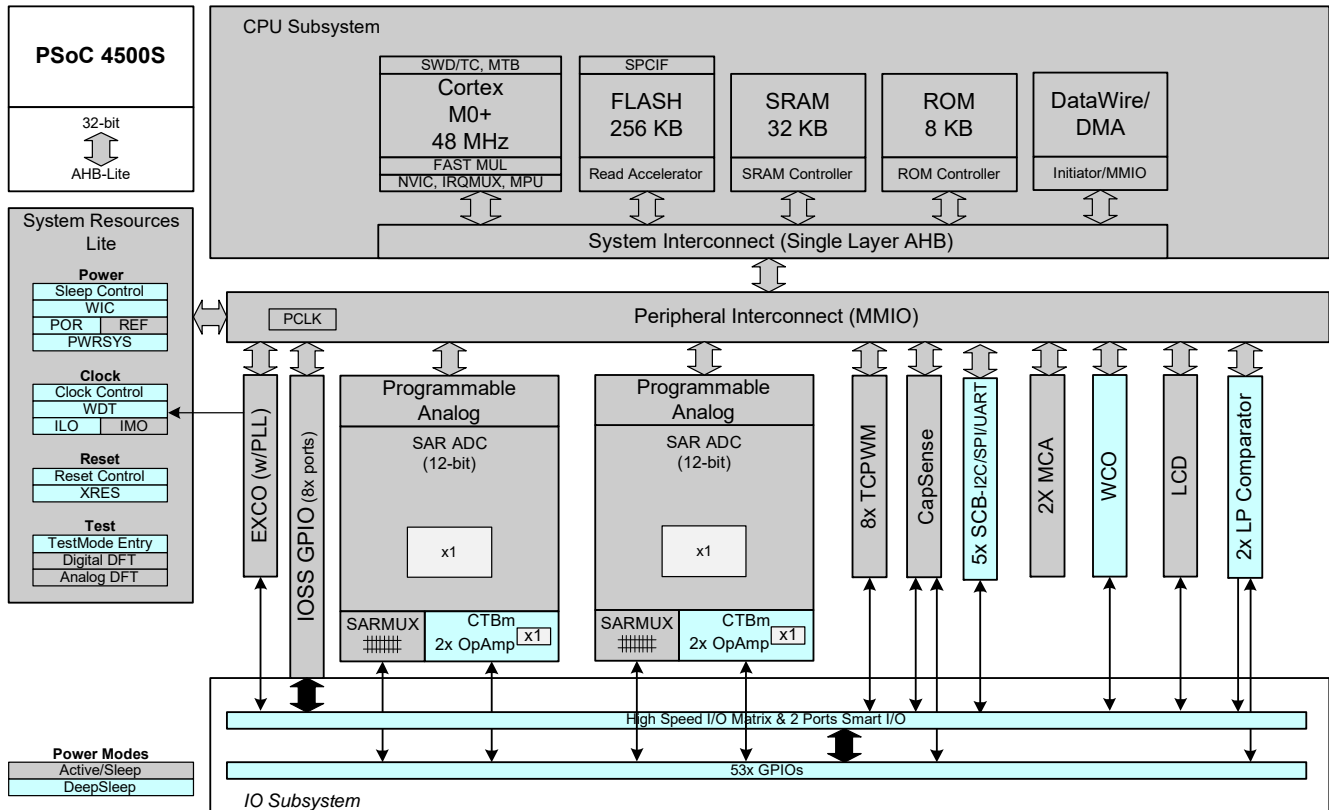 PSoC 4500S
32-bit
AHB-Lite
CPU Subsystem
SWD/TC, MTB
Cortex
M0+
48 MHz
FAST MUL
NVIC, IRQMUX, MPU
SPCIF
FLASH
256 KB
Read Accelerator
SRAM
32 KB
SRAM Controller
ROM
8 KB
ROM Controller
DataWire/
DMA
Initiator/MMIO
System Interconnect (Single Layer AHB)
System Resources
Lite
Power
Sleep Control
WIC
POR REF
PWRSYS
Clock
Clock Control
WDT
ILO IMO
Reset
Reset Control
XRES
Test
TestMode Entry
Digital DFT
Analog DFT
PCLK
Peripheral Interconnect (MMIO)
EXCO (w/PLL)
IOSS GPIO (8x ports)
Programmable
Analog
SAR ADC
(12-bit)
x1
SARMUX
CTBm
2x OpAmp x1
Programmable
Analog
SAR ADC
(12-bit)
x1
SARMUX
CTBm
2x OpAmp x1
8x TCPWM
CapSense
5x SCB-I2C/SPI/UART
2X MCA
WCO
LCD
2x LP Comparator
High Speed I/O Matrix & 2 Ports Smart I/O
53x GPIOs
IO Subsystem
Power Modes
Active/Sleep
DeepSleep